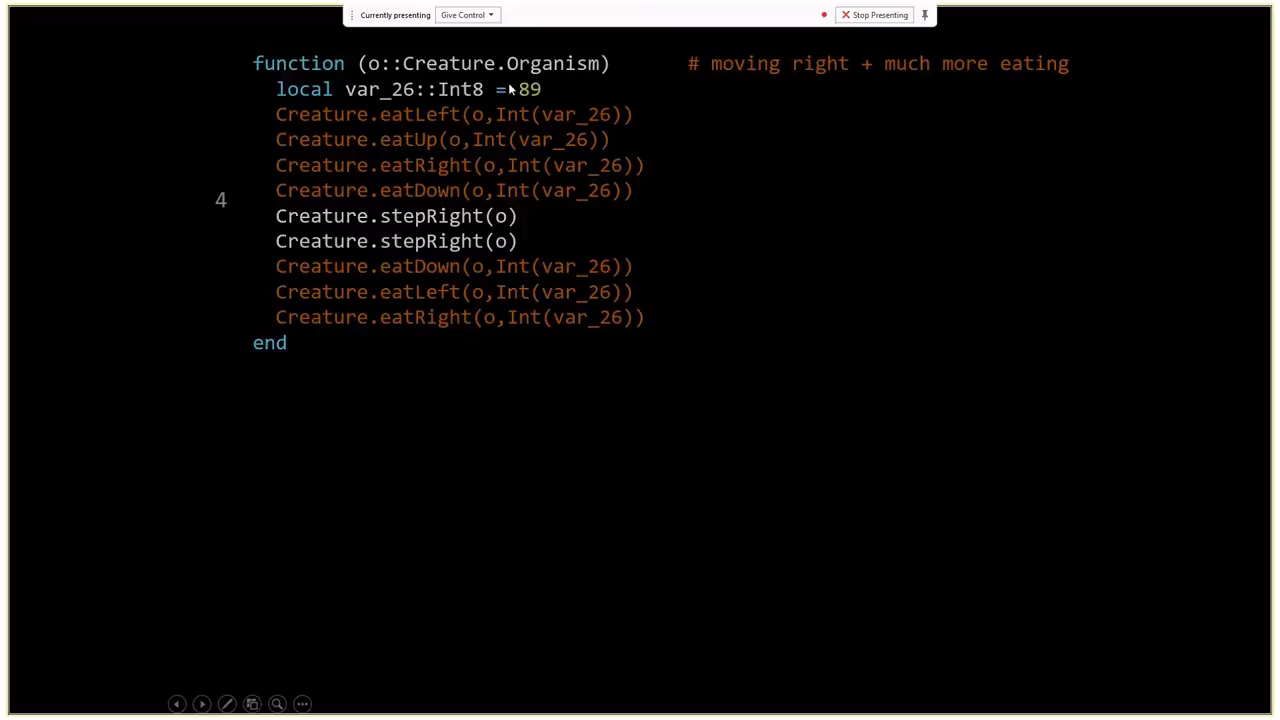 Currently presenting Give Control Stop Presenting
function (o::Creature.Organism) # moving right + much more eating
local var_26::Int8 = 89
Creature.eatLeft(o,Int(var_26))
Creature.eatUp(o,Int(var_26))
Creature.eatRight(o,Int(var_26))
Creature.eatDown(o,Int(var_26))
4
Creature.stepRight(o)
Creature.stepRight(o)
Creature.eatDown(o,Int(var_26))
Creature.eatLeft(o,Int(var_26))
Creature.eatRight(o,Int(var_26))
end